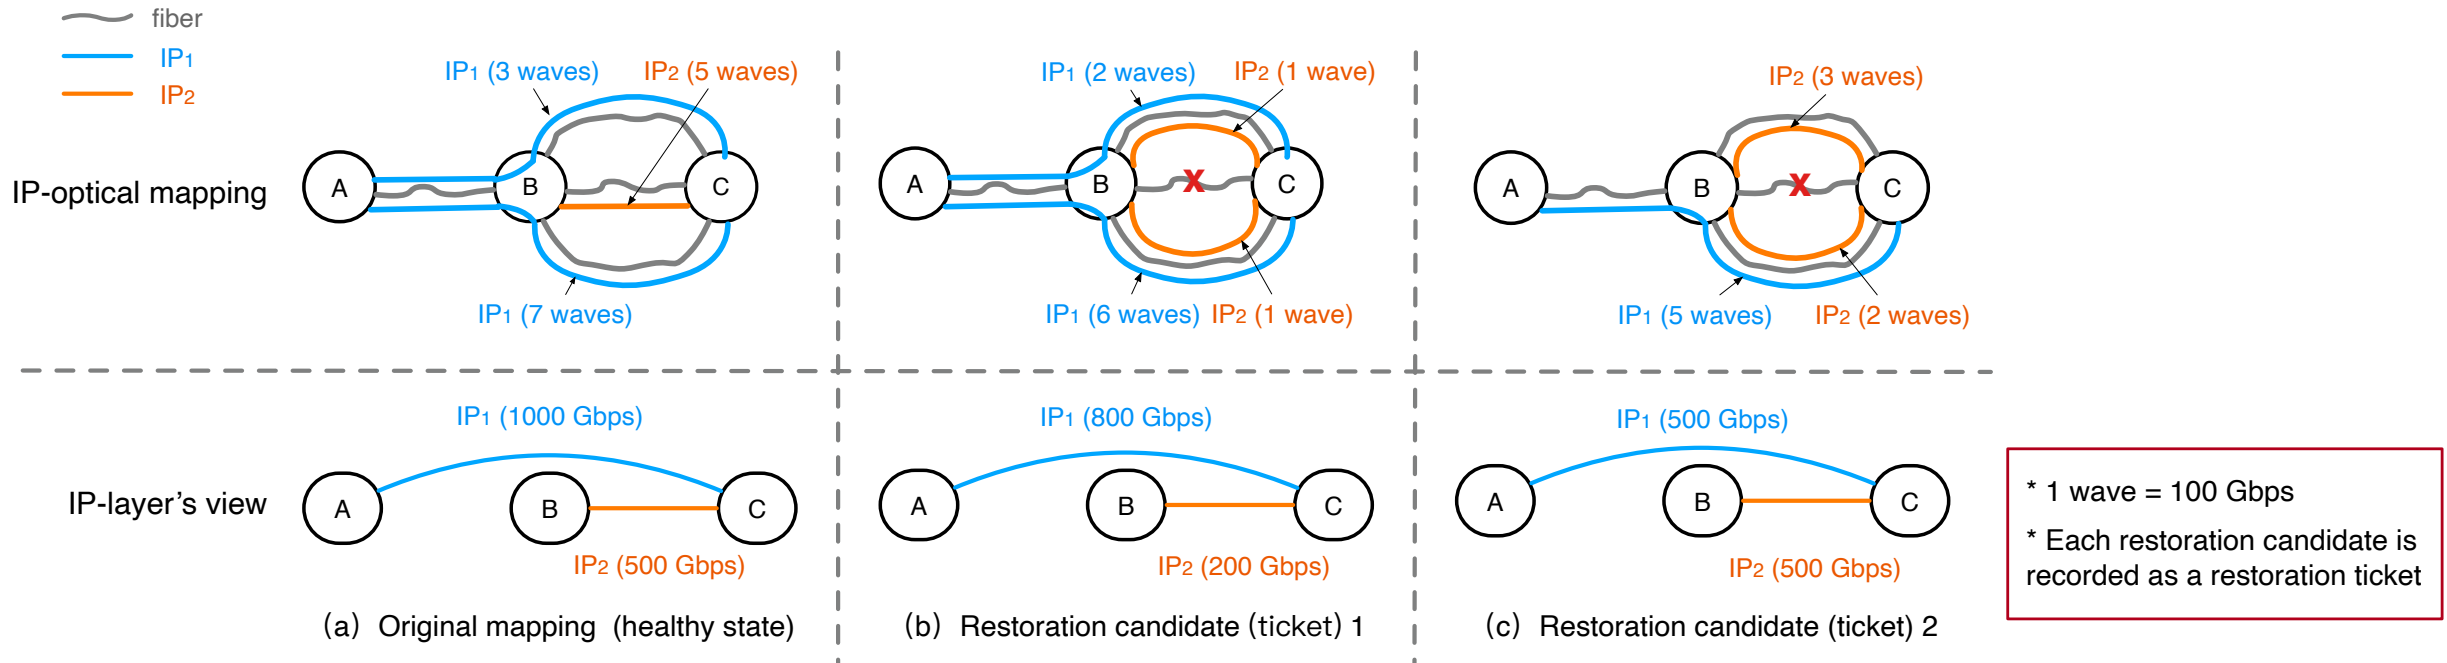 fiber
IP1
IP2
IP-optical mapping
IP1 (3 waves)
IP2 (5 waves)
A
B
C
IP1 (7 waves)
IP1 (2 waves)
IP2 (1 wave)
A
B
X
C
IP1 (6 waves)
IP2 (1 wave)
IP2 (3 waves)
A
B
X
C
IP1 (5 waves)
IP2 (2 waves)
IP-layer's view
IP1 (1000 Gbps)
A
B
C
IP2 (500 Gbps)
IP1 (800 Gbps)
A
B
C
IP2 (200 Gbps)
IP1 (500 Gbps)
A
B
C
IP2 (500 Gbps)
* 1 wave = 100 Gbps
* Each restoration candidate is
recorded as a restoration ticket
(a) Original mapping (healthy state)
(b) Restoration candidate (ticket) 1
(c) Restoration candidate (ticket) 2